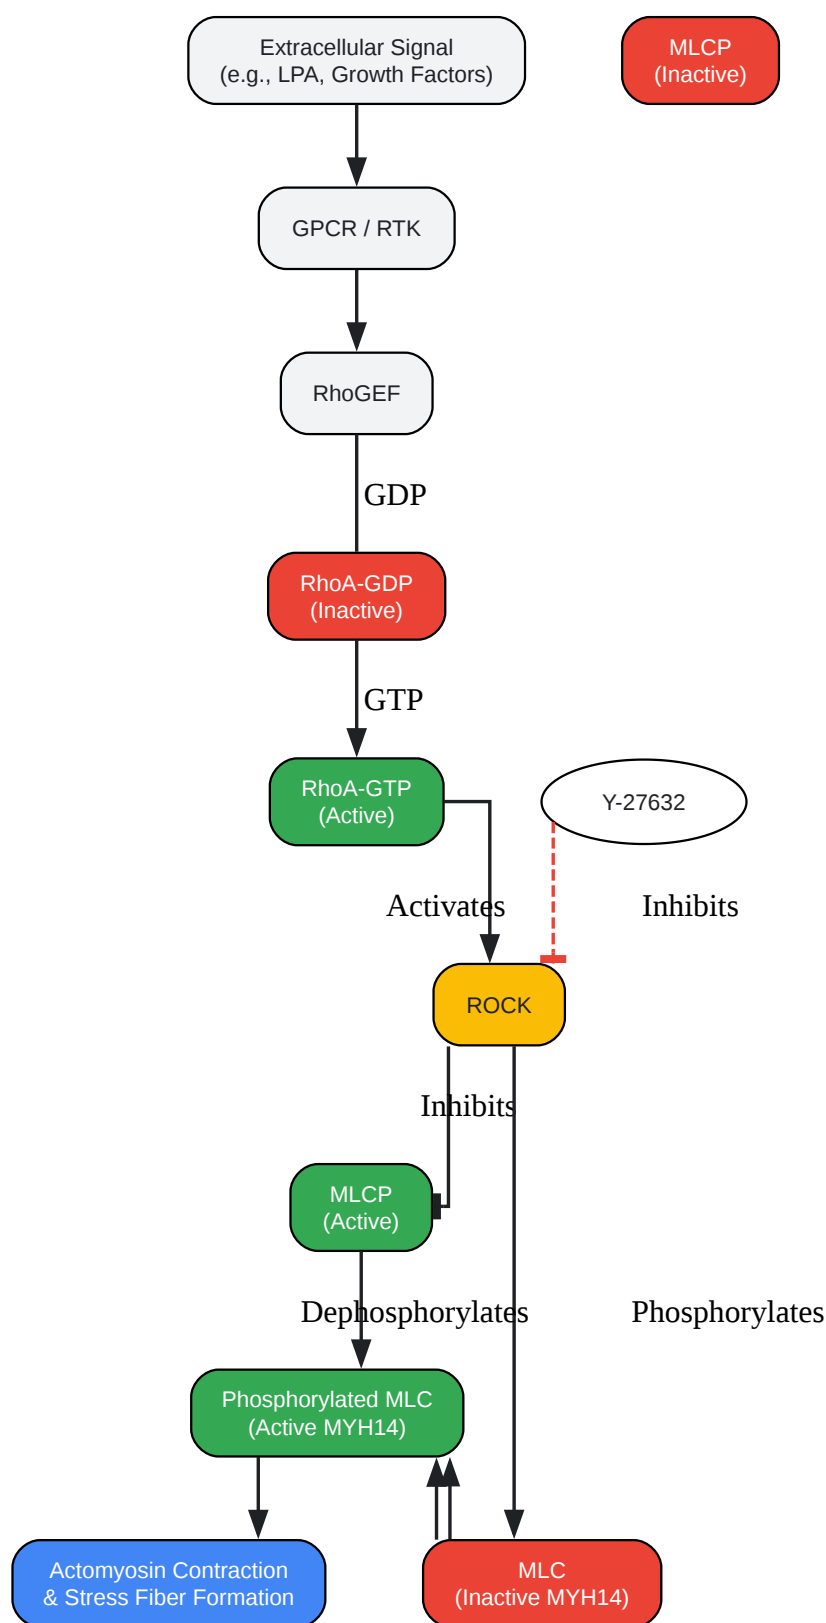 Extracellular Signal
(e.g., LPA, Growth Factors)
MLCP
(Inactive)
GPCR / RTK
RhoGEF
GDP
RhoA-GDP
(Inactive)
GTP
RhoA-GTP
(Active)
Y-27632
Activates
Inhibits
ROCK
Inhibits
MLCP
(Active)
Dephosphorylates
Phosphorylates
Phosphorylated MLC
(Active MYH14)
Actomyosin Contraction
& Stress Fiber Formation
MLC
(Inactive MYH14)